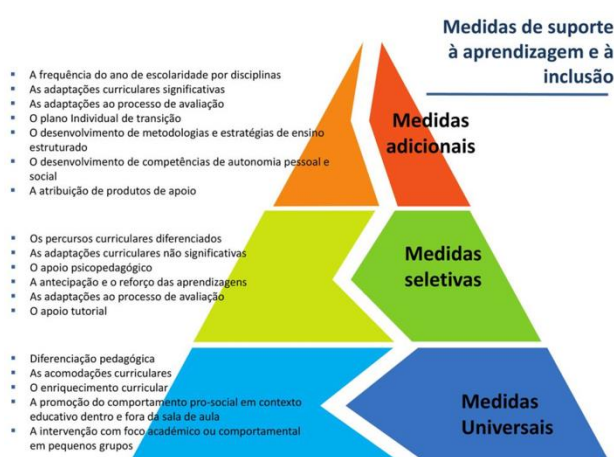 Medidas de suporte
à aprendizagem e à
inclusão
▪ A frequência do ano de escolaridade por disciplinas
▪ As adaptações curriculares significativas
▪ As adaptações ao processo de avaliação
▪ O plano Individual de transição
▪ O desenvolvimento de metodologias e estratégias de ensino
estruturado
▪ O desenvolvimento de competências de autonomia pessoal e
social
▪ A atribuição de produtos de apoio
Medidas
adicionais
▪ Os percursos curriculares diferenciados
▪ As adaptações curriculares não significativas
▪ O apoio psicopedagógico
▪ A antecipação e o reforço das aprendizagens
▪ As adaptações ao processo de avaliação
▪ O apoio tutorial
Medidas
seletivas
▪ Diferenciação pedagógica
▪ As acomodações curriculares
▪ O enriquecimento curricular
▪ A promoção do comportamento pro-social em contexto
educativo dentro e fora da sala de aula
▪ A intervenção com foco académico ou comportamental
em pequenos grupos
Medidas
Universais